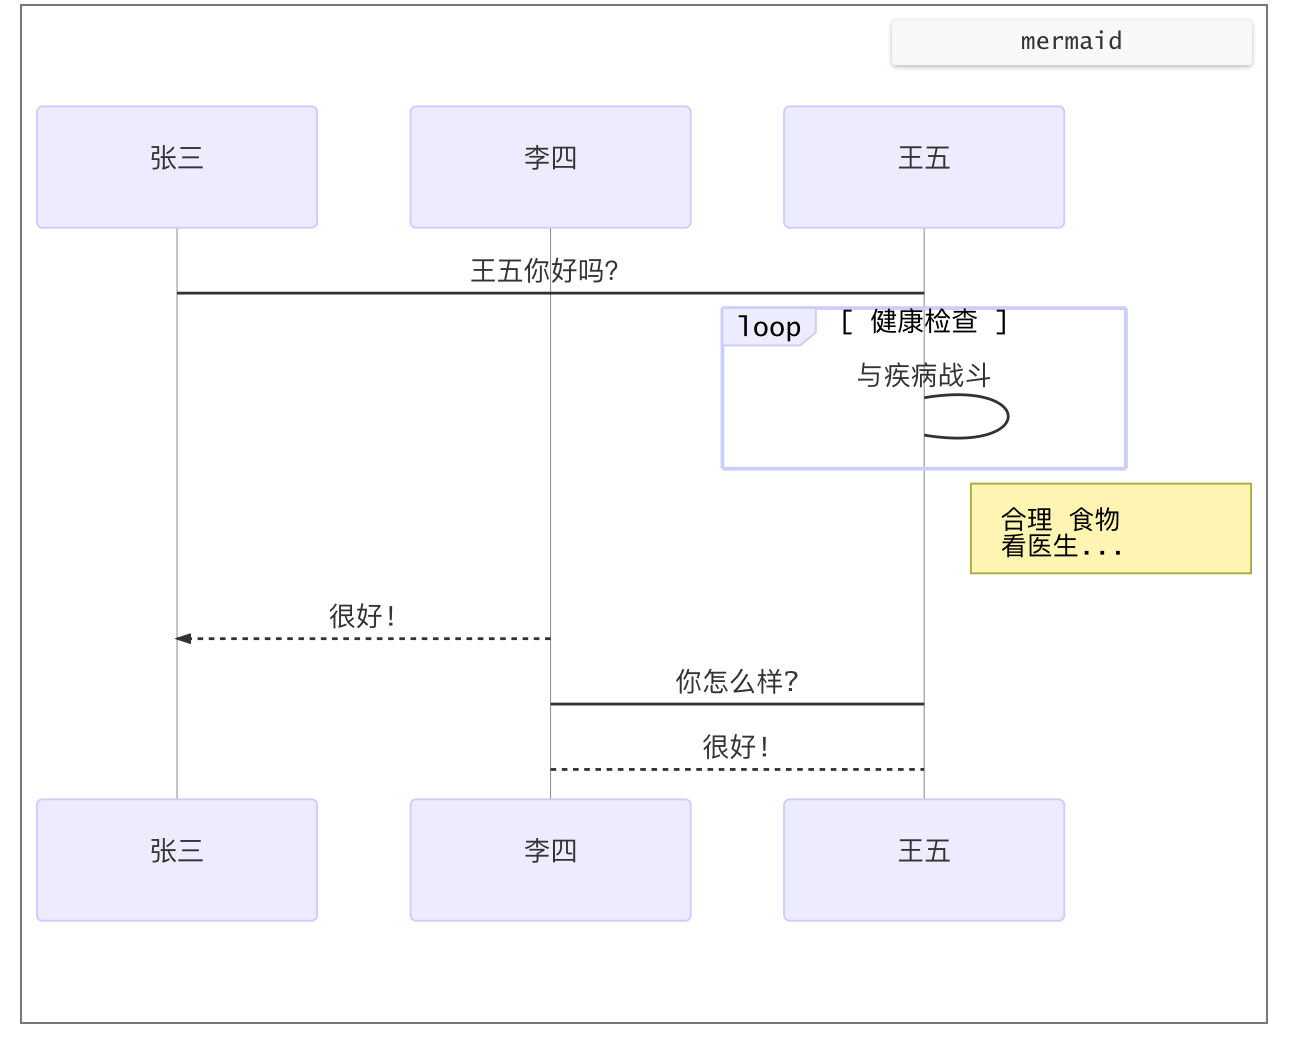 mermaid
张三
李四
王五
王五你好吗?
loop
[ 健康检查 ]
与疾病战斗
合理 食物
看医生...
很好!
你怎么样?
很好!
张三
李四
王五